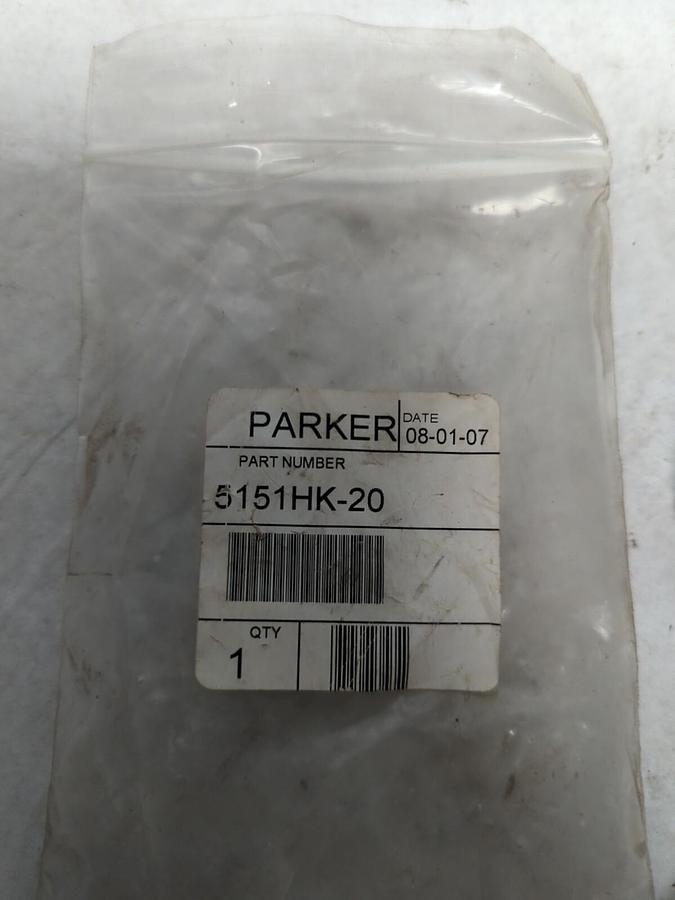 PARKER
DATE
08-01-07
PART NUMBER
5151HK-20
QTY
1